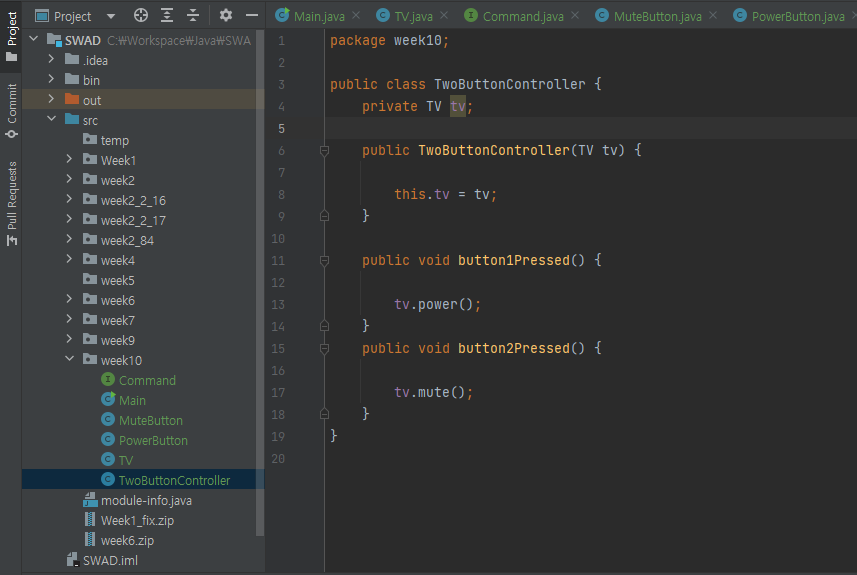 Project
Commit
Pull Requests
Project
SWAD C:₩Workspace₩Java₩SWA
.idea
bin
out
src
temp
Week1
week2
week2_2_16
week2_2_17
week2_84
week4
week5
week6
week7
week9
week10
Command
Main
MuteButton
PowerButton
TV
TwoButtonController
module-info.java
Week1_fix.zip
week6.zip
SWAD.iml
Main.java TV.java Command.java MuteButton.java PowerButton.java
1 package week10;
2
3 public class TwoButtonController {
4 private TV tv;
5
6 public TwoButtonController(TV tv) {
7
8 this.tv = tv;
9 }
10
11 public void button1Pressed() {
12
13 tv.power();
14 }
15 public void button2Pressed() {
16
17 tv.mute();
18 }
19 }
20